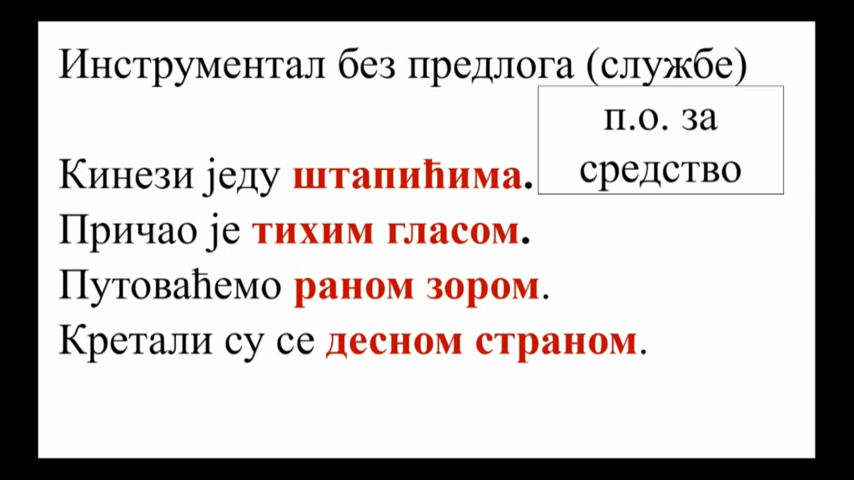 Инструментал без предлога (службе)
п.о. за
средство
Кинези једу штапићима.
Причао је тихим гласом.
Путоваћемо раном зором.
Кретали су се десном страном.